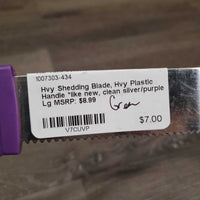 1007303-434
Hvy Shedding Blade, Hvy Plastic
Handle *like new, clean silver/purple
Lg MSRP: $8.99
$7.00
V7CUVP